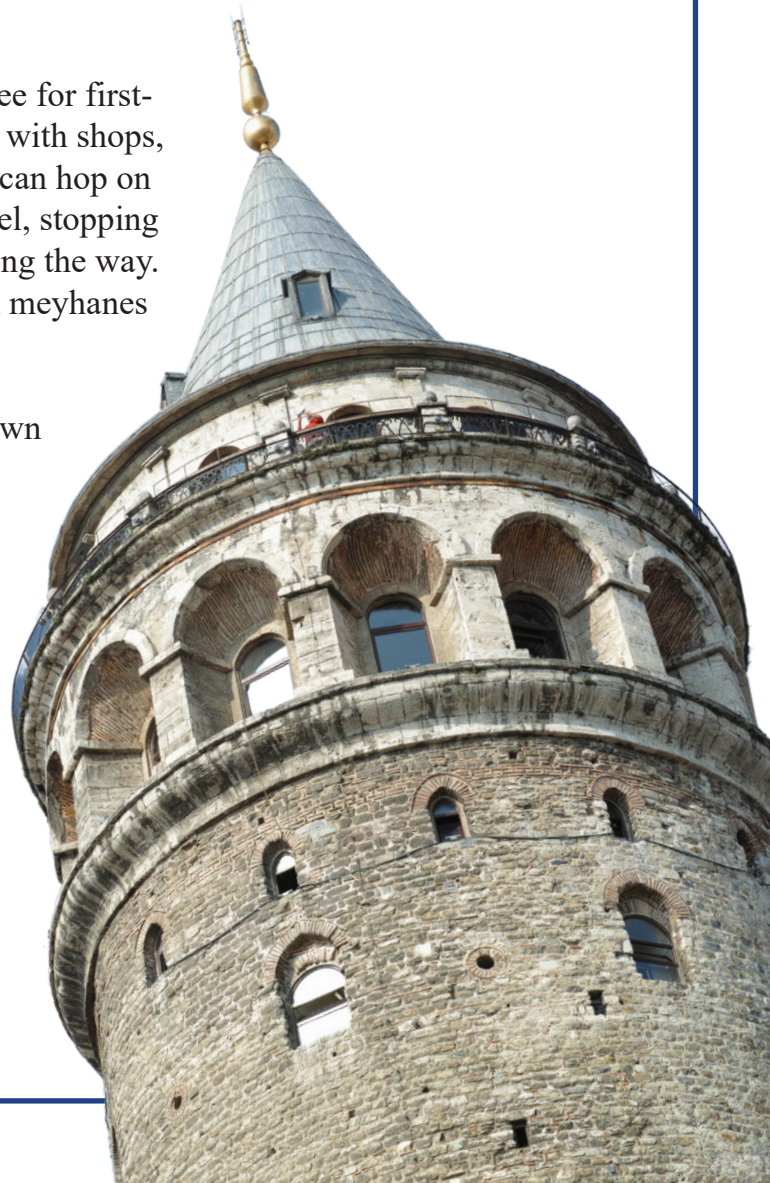 ee for first-
with shops,
can hop on
el, stopping
ng the way.
meyhanes
wn